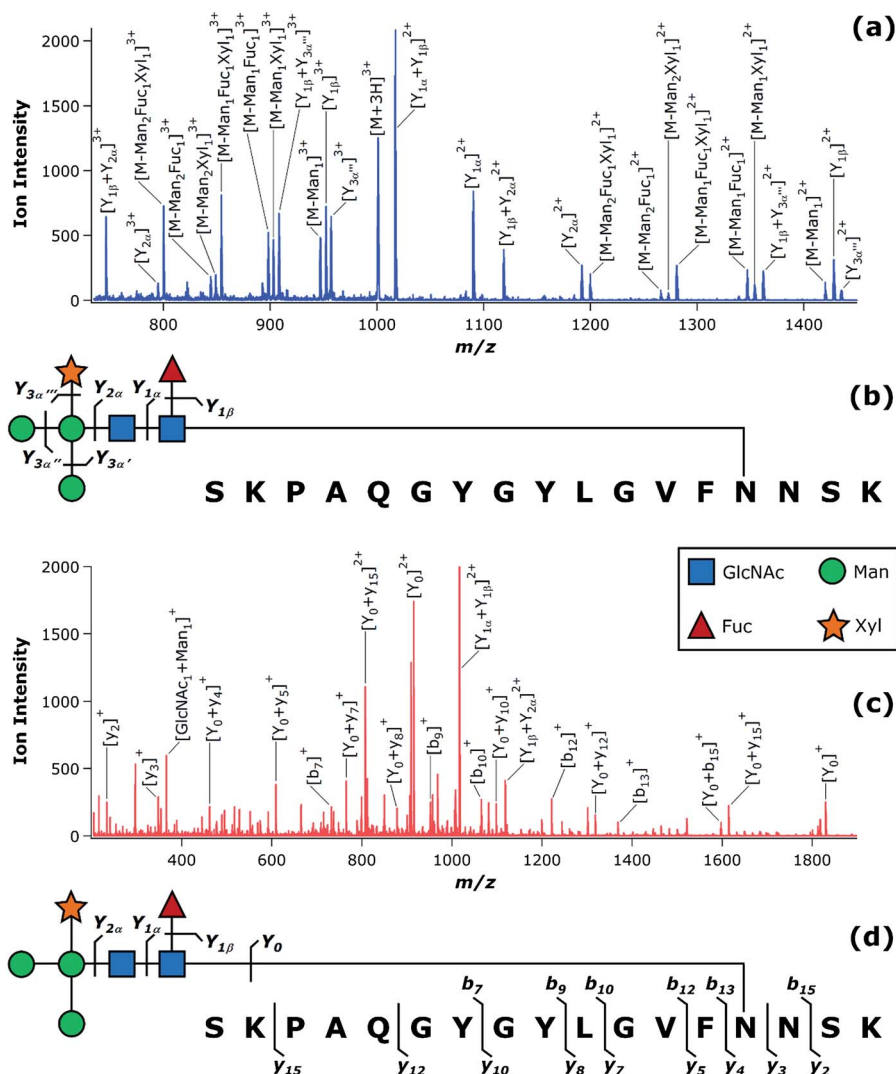 (a)
Ion Intensity
2000
1500
1000
500
0
[Y1β+Y2α]3+
[M-Man2Fuc1Xyl1]3+
[Y2α]3+
[M-Man2Fuc1]3+
[M-Man2Xyl1]3+
[M-Man1Fuc1Xyl1]3+
[M-Man1Fuc1]3+
[M-Man1Xyl1]3+
[Y1β+Y3α''']3+
[M-Man1]3+
[Y1β]3+
[Y3α''']3+
[M+3H]3+
[Y1α+Y1β]2+
[Y1α]2+
[Y1β+Y2α]2+
[Y2α]2+
[M-Man2Fuc1Xyl1]2+
[M-Man2Fuc1]2+
[M-Man2Xyl1]2+
[M-Man1Fuc1Xyl1]2+
[M-Man1Fuc1]2+
[M-Man1Xyl1]2+
[Y1β+Y3α''']2+
[M-Man1]2+
[Y1β]2+
[Y3α''']2+
800 900 1000 1100 1200 1300 1400
m/z
(b)
Y3α''' Y2α Y1α
Y1β
Y3α'' Y3α'
S K P A Q G Y G Y L G V F N N S K
GlcNAc Man
Fuc Xyl
(c)
Ion Intensity
2000
1500
1000
500
0
[y2]+
[y3]+
[GlcNAc1+Man1]+
[Y0+y4]+
[Y0+y5]+
[b7]+
[Y0+y7]+
[Y0+y15]2+
[Y0+y8]+
[Y0]2+
[b9]+
[Y1α+Y1β]2+
[b10]+
[Y0+y10]+
[Y1β+Y2α]2+
[b12]+
[Y0+y12]+
[b13]+
[Y0+b15]+
[Y0+y15]+
[Y0]+
400 600 800 1000 1200 1400 1600 1800
m/z
(d)
Y2α Y1α
Y1β Y0
b7 b9 b10 b12 b13 b15
S K P A Q G Y G Y L G V F N N S K
y15 y12 y10 y8 y7 y5 y4 y3 y2